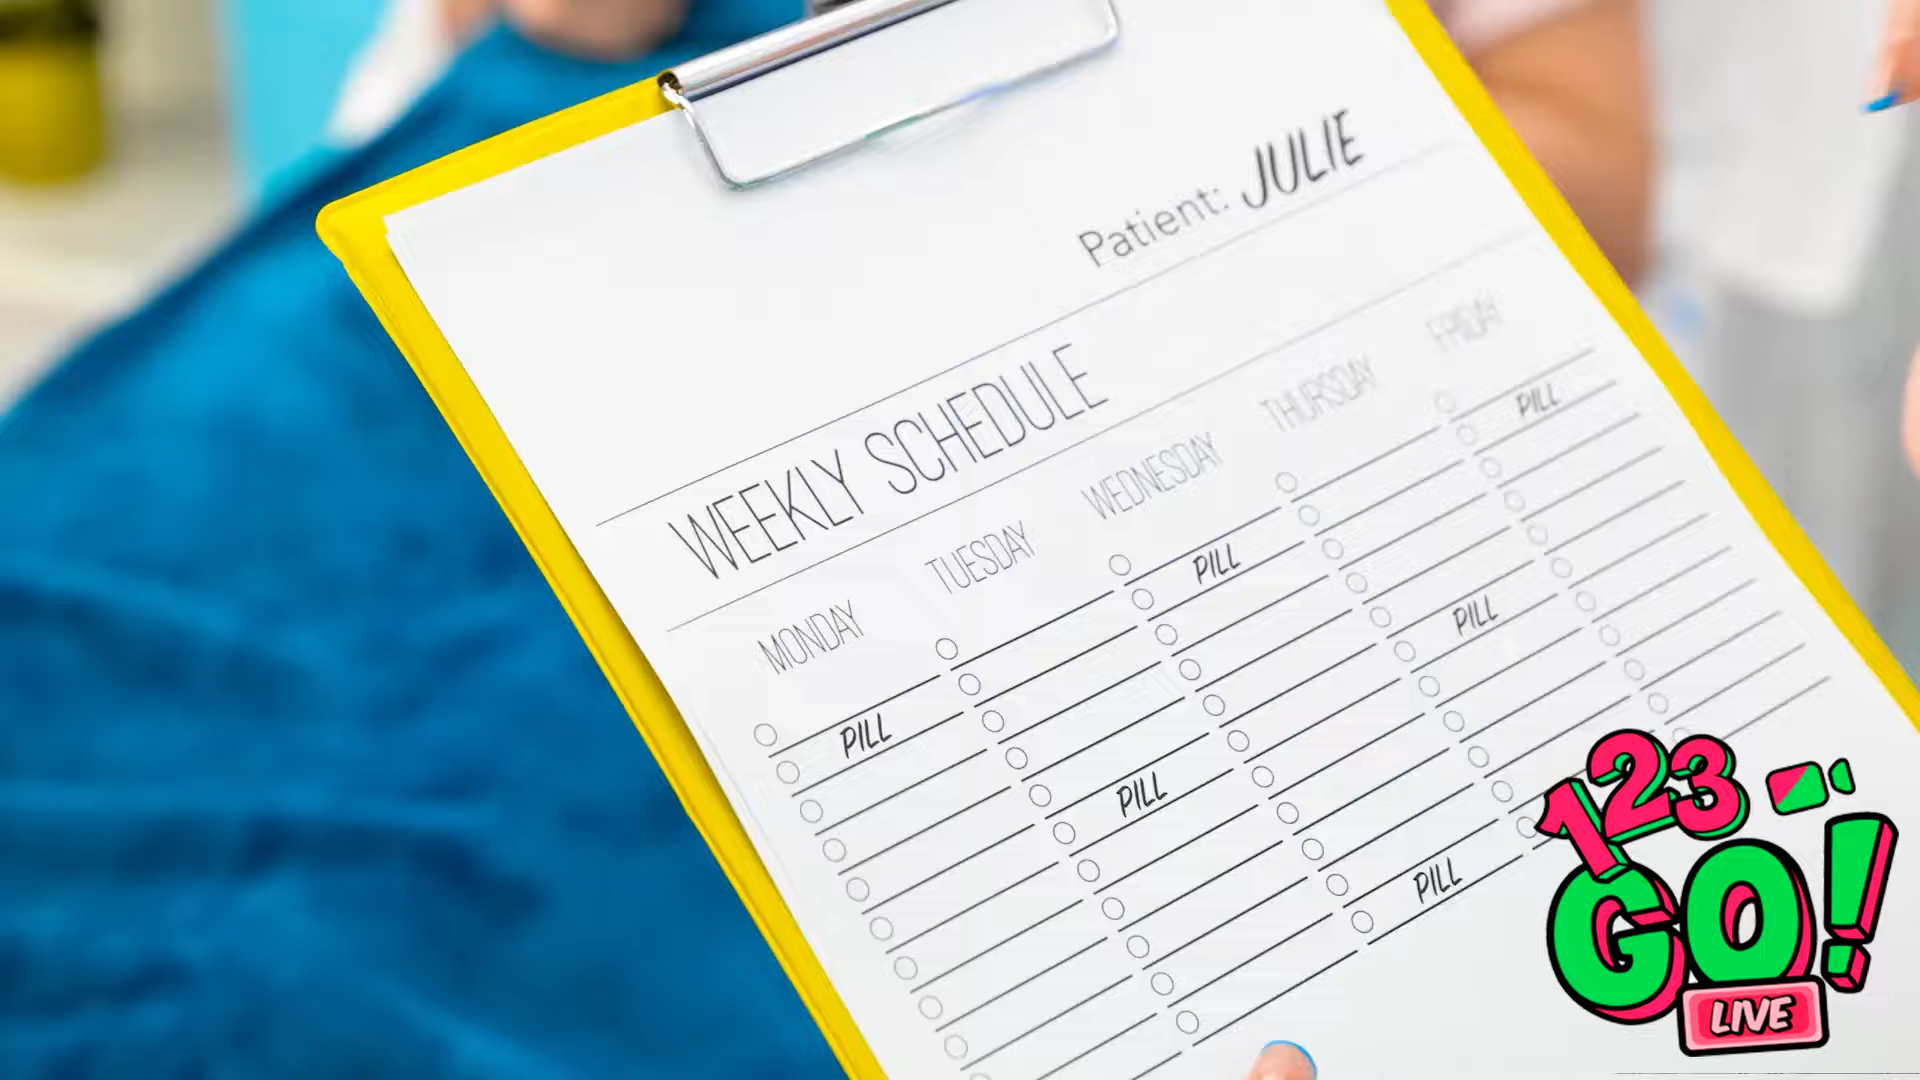 Patient: JULIE
WEEKLY SCHEDULE
MONDAY TUESDAY WEDNESDAY THURSDAY FRIDAY
PILL
PILL
PILL
PILL
PILL
PILL
123
GO!
LIVE